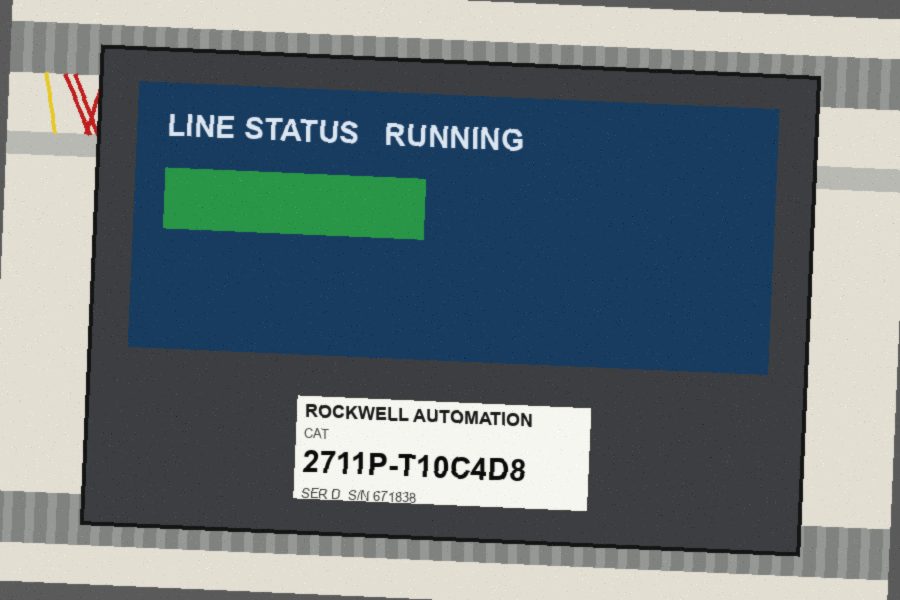 LINE STATUS RUNNING
ROCKWELL AUTOMATION
CAT
2711P-T10C4D8
SER D S/N 671838